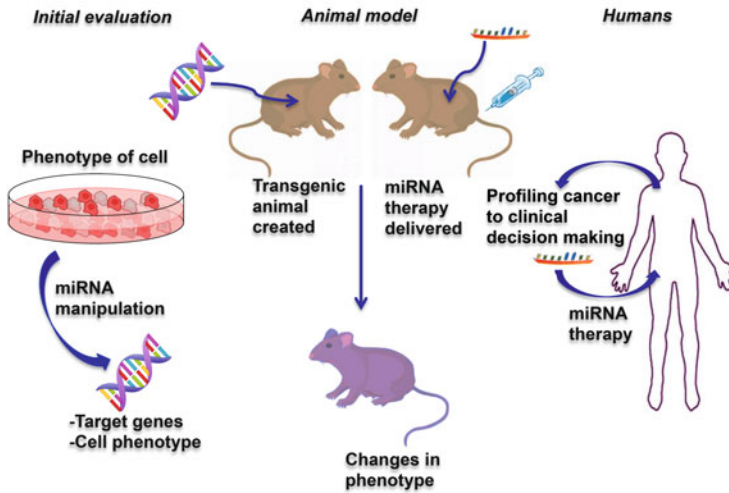 Initial evaluation
Phenotype of cell
miRNA
manipulation
-Target genes
-Cell phenotype
Animal model
Transgenic
animal
created
miRNA
therapy
delivered
Changes in
phenotype
Humans
Profiling cancer
to clinical
decision making
miRNA
therapy